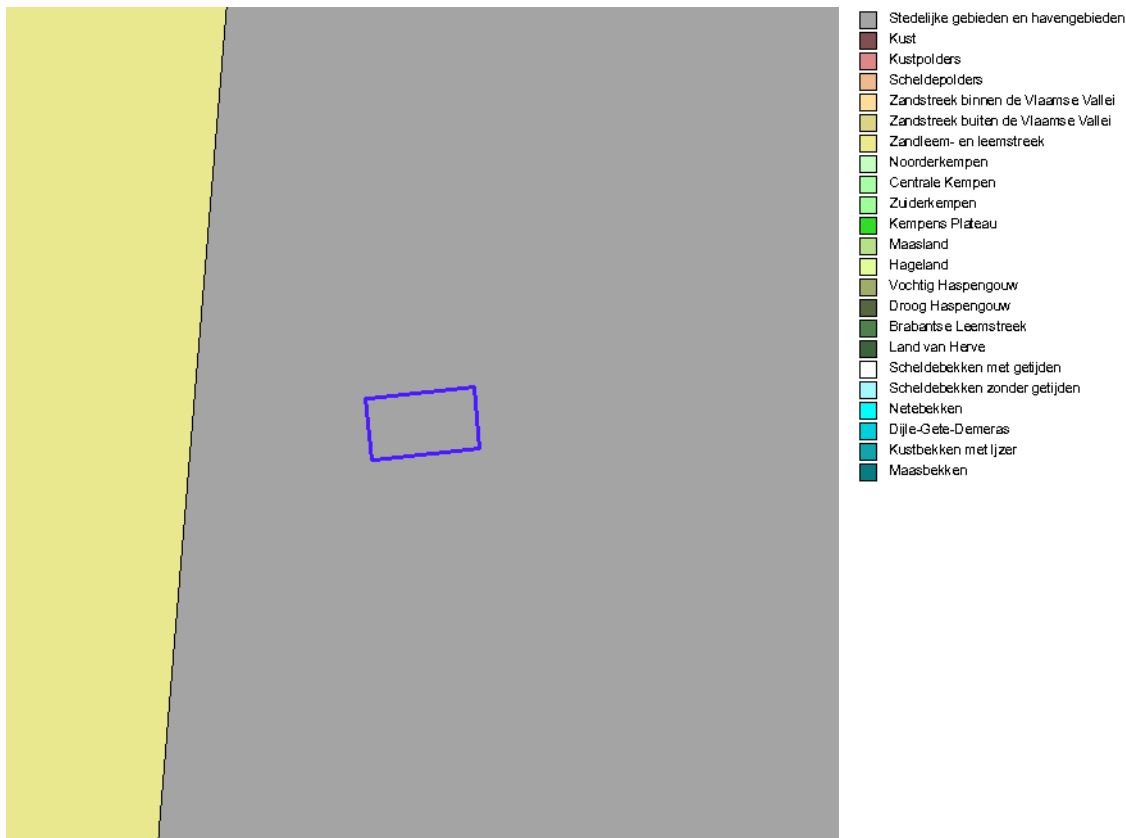 Stedelijke gebieden en havengebieden
Kust
Kustpolders
Scheldepolders
Zandstreek binnen de Vlaamse Vallei
Zandstreek buiten de Vlaamse Vallei
Zandleem- en leemstreek
Noorderkempen
Centrale Kempen
Zuiderkempen
Kempens Plateau
Maasland
Hageland
Vochtig Haspengouw
Droog Haspengouw
Brabantse Leemstreek
Land van Herve
Scheldebekken met getijden
Scheldebekken zonder getijden
Netebekken
Dijle-Gete-Demeras
Kustbekken met Ijzer
Maasbekken